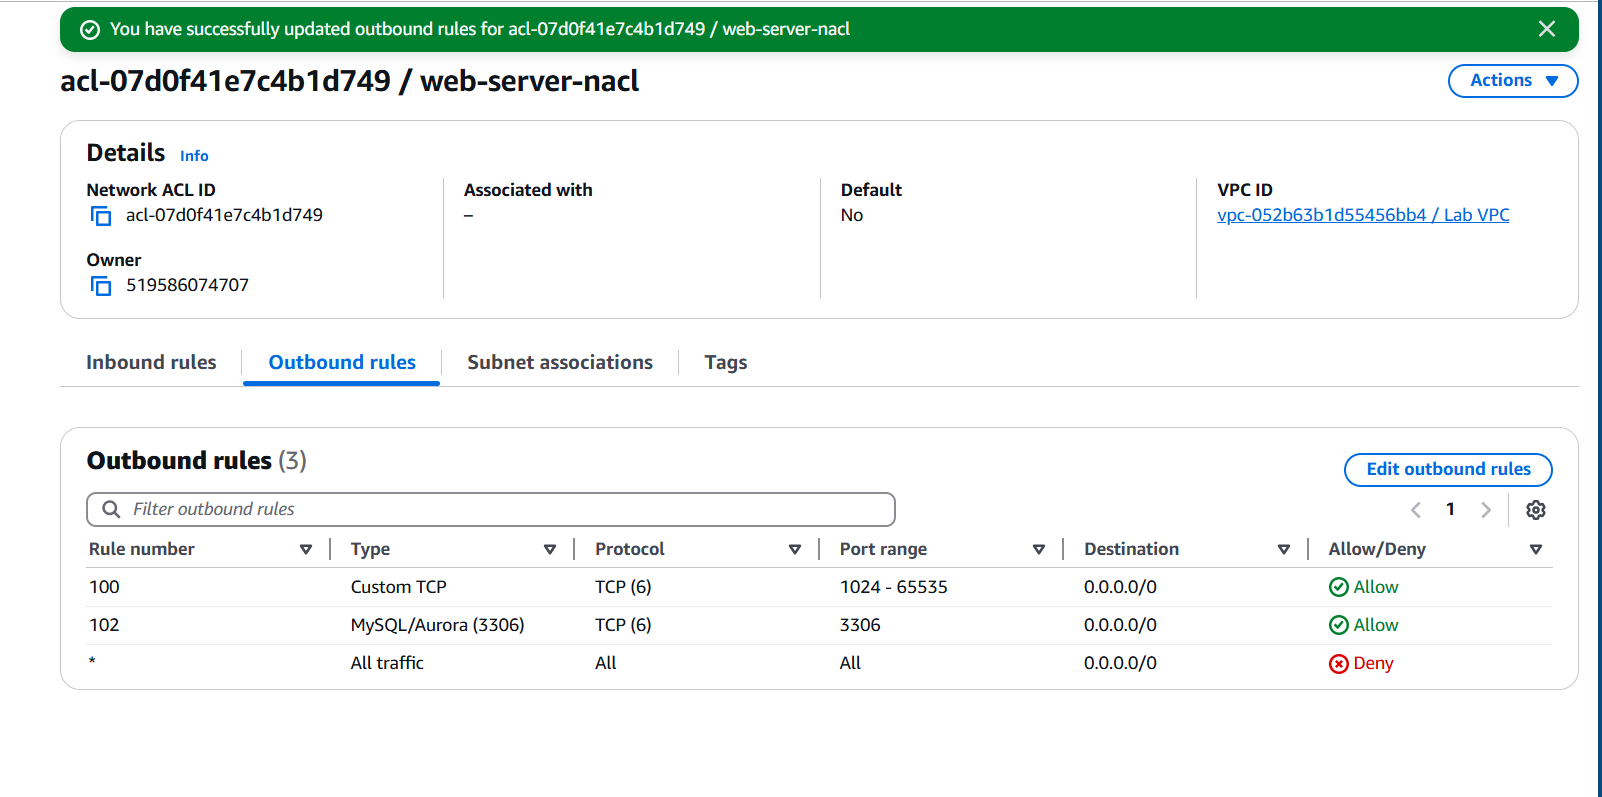 You have successfully updated outbound rules for acl-07d0f41e7c4b1d749 / web-server-nacl
acl-07d0f41e7c4b1d749 / web-server-nacl
Actions
Details Info
Network ACL ID
acl-07d0f41e7c4b1d749
Owner
519586074707
Associated with
–
Default
No
VPC ID
vpc-052b63b1d55456bb4 / Lab VPC
Inbound rules Outbound rules Subnet associations Tags
Outbound rules (3)
Edit outbound rules
Filter outbound rules
1
Rule number Type Protocol Port range Destination Allow/Deny
100 Custom TCP TCP (6) 1024 - 65535 0.0.0.0/0 Allow
102 MySQL/Aurora (3306) TCP (6) 3306 0.0.0.0/0 Allow
* All traffic All All 0.0.0.0/0 Deny